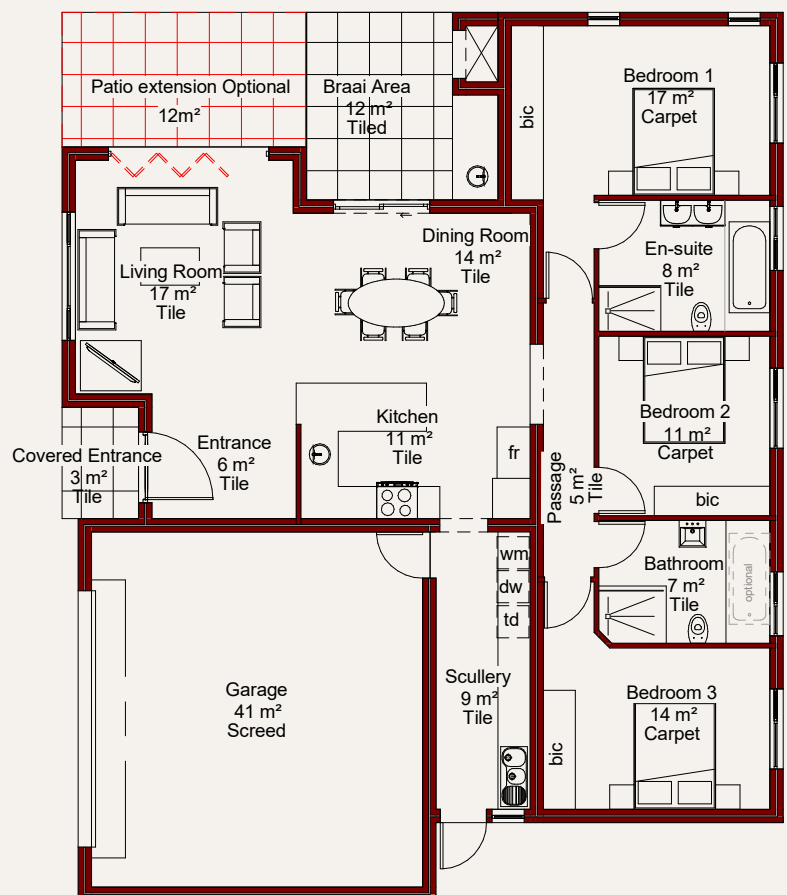 Patio extension Optional
12m²
Braai Area
12 m²
Tiled
bic
Bedroom 1
17 m²
Carpet
Dining Room
14 m²
Tile
En-suite
8 m²
Tile
Living Room
17 m²
Tile
Bedroom 2
11 m²
Carpet
bic
Kitchen
11 m²
Tile
fr
Entrance
6 m²
Tile
Covered Entrance
3 m²
Tile
Passage
5 m²
Tile
wm
dw
td
Bathroom
7 m²
Tile
optional
Scullery
9 m²
Tile
Garage
41 m²
Screed
bic
Bedroom 3
14 m²
Carpet